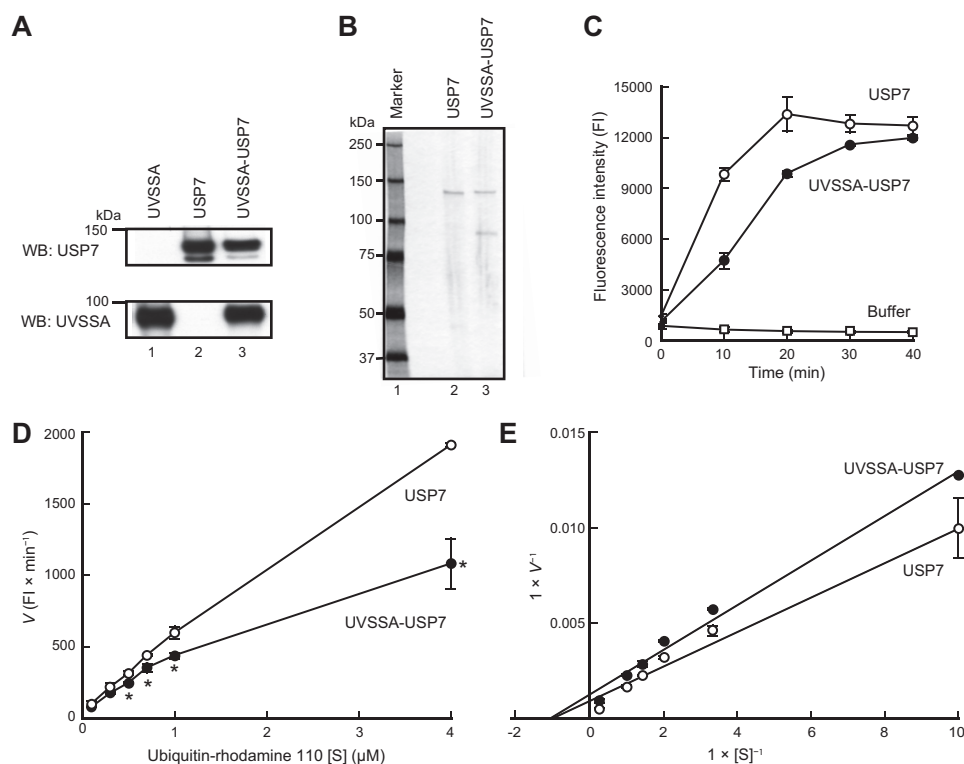 A
UVSSA
USP7
UVSSA-USP7
kDa
150
WB: USP7
100
WB: UVSSA
1 2 3
B
Marker
USP7
UVSSA-USP7
kDa
250
150
100
75
50
37
1 2 3
C
15000
12000
9000
6000
3000
0
Fluorescence intensity (FI)
USP7
UVSSA-USP7
Buffer
0 10 20 30 40
Time (min)
D
2000
1500
1000
500
0
V (FI × min⁻¹)
USP7
UVSSA-USP7
*
* * *
0 1 2 3 4
Ubiquitin-rhodamine 110 [S] (µM)
E
0.015
0.010
0.005
1 × V⁻¹
UVSSA-USP7
USP7
-2 0 2 4 6 8 10
1 × [S]⁻¹